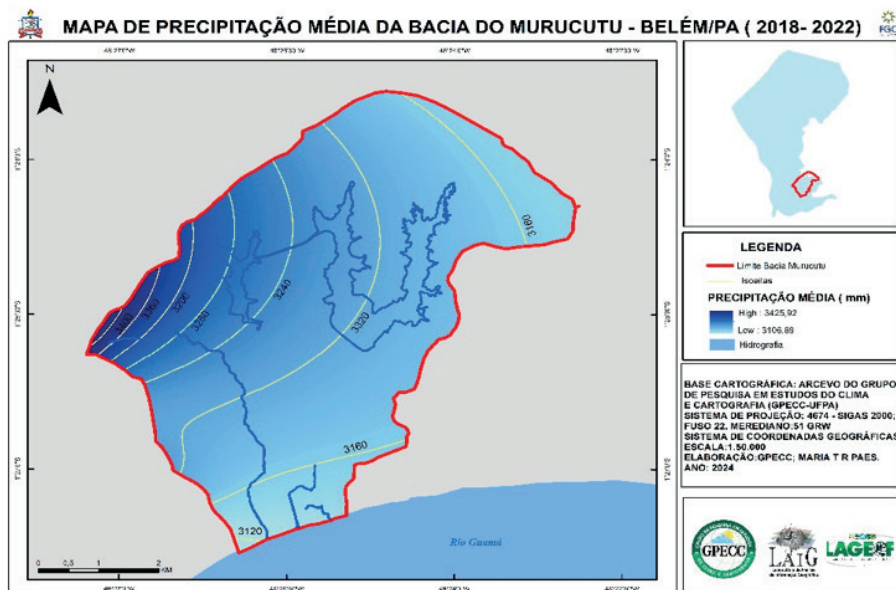 MAPA DE PRECIPITAÇÃO MÉDIA DA BACIA DO MURUCUTU - BELÉM/PA ( 2018- 2022)
N
3160
3400
3360
3200
3280
3240
3320
3160
3120
Rio Guamá
0 0,5 1 2
KM
LEGENDA
Limite Bacia Murucutu
Isoeitas
PRECIPITAÇÃO MÉDIA ( mm)
High : 3425,92
Low : 3106,88
Hidrografia
BASE CARTOGRÁFICA: ARCEVO DO GRUPO
DE PESQUISA EM ESTUDOS DO CLIMA
E CARTOGRAFIA (GPECC-UFPA)
SISTEMA DE PROJEÇÃO: 4674 - SIGAS 2000;
FUSO 22, MEREDIANO:51 GRW
SISTEMA DE COORDENADAS GEOGRÁFICAS
ESCALA:1.50.000
ELABORAÇÃO:GPECC; MARIA T R PAES.
ANO: 2024
GPECC
LAIG